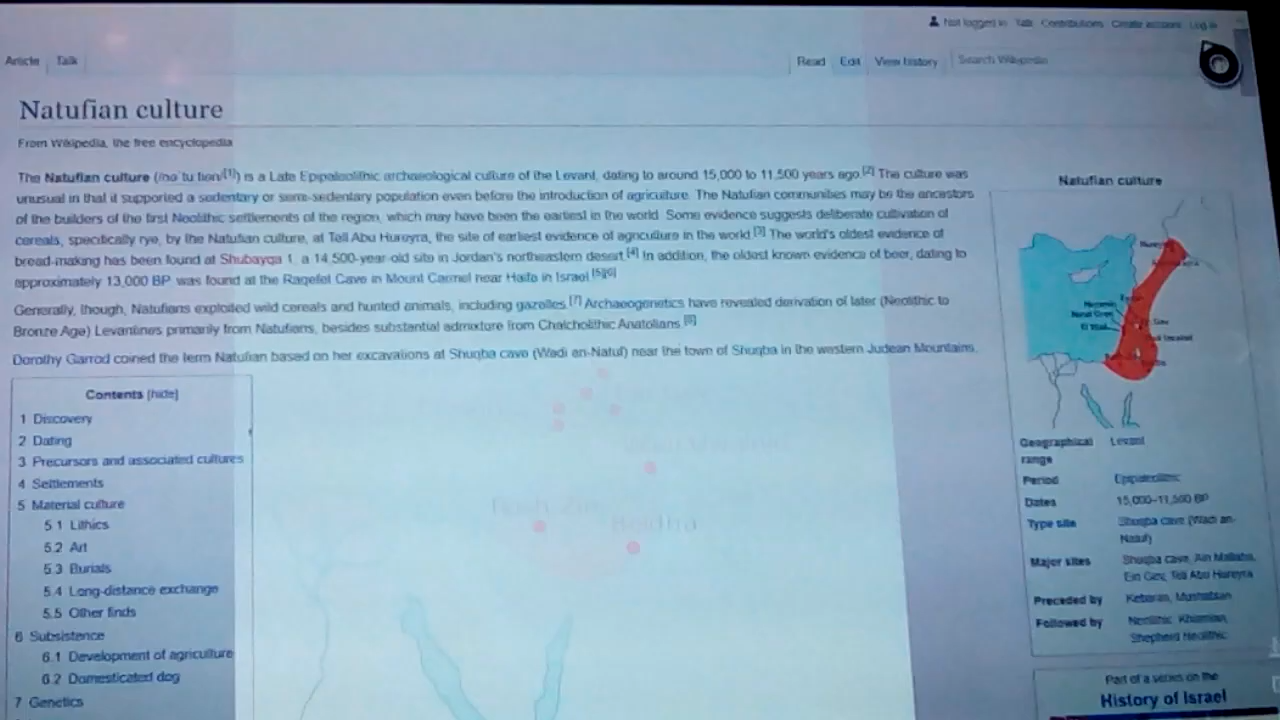 Not logged in Talk Contributions Create account Log in
Article Talk
Read Edit View history Search Wikipedia
Natufian culture
From Wikipedia, the free encyclopedia
The Natufian culture ([1]) is a Late Epipaleolithic archaeological culture of the Levant, dating to around 15,000 to 11,500 years ago.[2] The culture was
unusual in that it supported a sedentary or semi-sedentary population even before the introduction of agriculture. The Natufian communities may be the ancestors
of the builders of the first Neolithic settlements of the region, which may have been the earliest in the world. Some evidence suggests deliberate cultivation of
cereals, specifically rye, by the Natufian culture, at Tell Abu Hureyra, the site of earliest evidence of agriculture in the world.[3] The world's oldest evidence of
bread-making has been found at Shubayqa 1, a 14,500-year-old site in Jordan's northeastern desert.[4] In addition, the oldest known evidence of beer, dating to
approximately 13,000 BP, was found at the Raqefet Cave in Mount Carmel near Haifa in Israel.[5][6]
Generally, though, Natufians exploited wild cereals and hunted animals, including gazelles.[7] Archaeogenetics have revealed derivation of later (Neolithic to
Bronze Age) Levantines primarily from Natufians, besides substantial admixture from Chalcholithic Anatolians.[8]
Dorothy Garrod coined the term Natufian based on her excavations at Shuqba cave (Wadi an-Natuf) near the town of Shuqba in the western Judean Mountains.
Contents [hide]
1 Discovery
2 Dating
3 Precursors and associated cultures
4 Settlements
5 Material culture
5.1 Lithics
5.2 Art
5.3 Burials
5.4 Long-distance exchange
5.5 Other finds
6 Subsistence
6.1 Development of agriculture
6.2 Domesticated dog
7 Genetics
Beidha
Natufian culture
Geographical range Levant
Period Epipaleolithic
Dates 15,000–11,500 BP
Type site Shuqba cave (Wadi an-
Natuf)
Major sites Shuqba cave, Ain Mallaha,
Ein Gev, Tell Abu Hureyra
Preceded by Kebaran, Mushabian
Followed by Neolithic: Khiamian,
Shepherd Neolithic
Part of a series on the
History of Israel